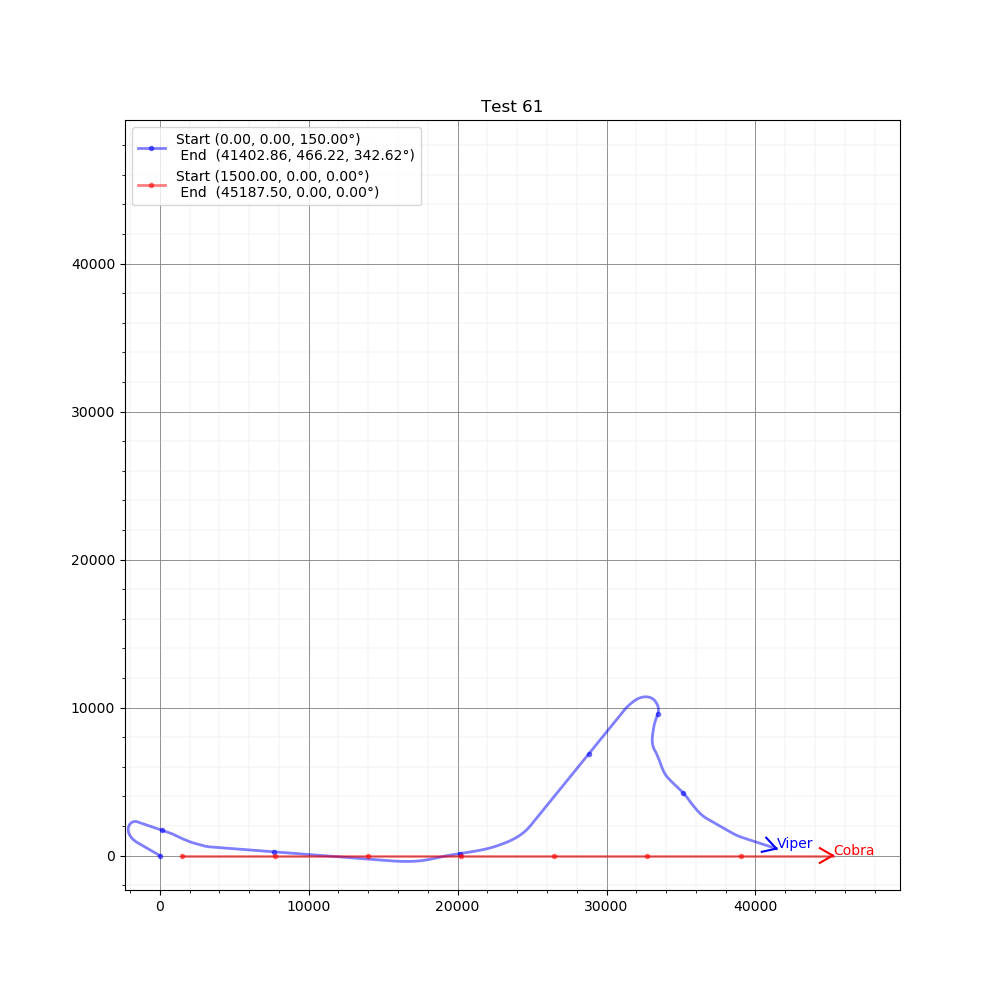 Test 61
Start (0.00, 0.00, 150.00°)
End  (41402.86, 466.22, 342.62°)
Start (1500.00, 0.00, 0.00°)
End  (45187.50, 0.00, 0.00°)
40000
30000
20000
10000
0
Viper
Cobra
0
10000
20000
30000
40000